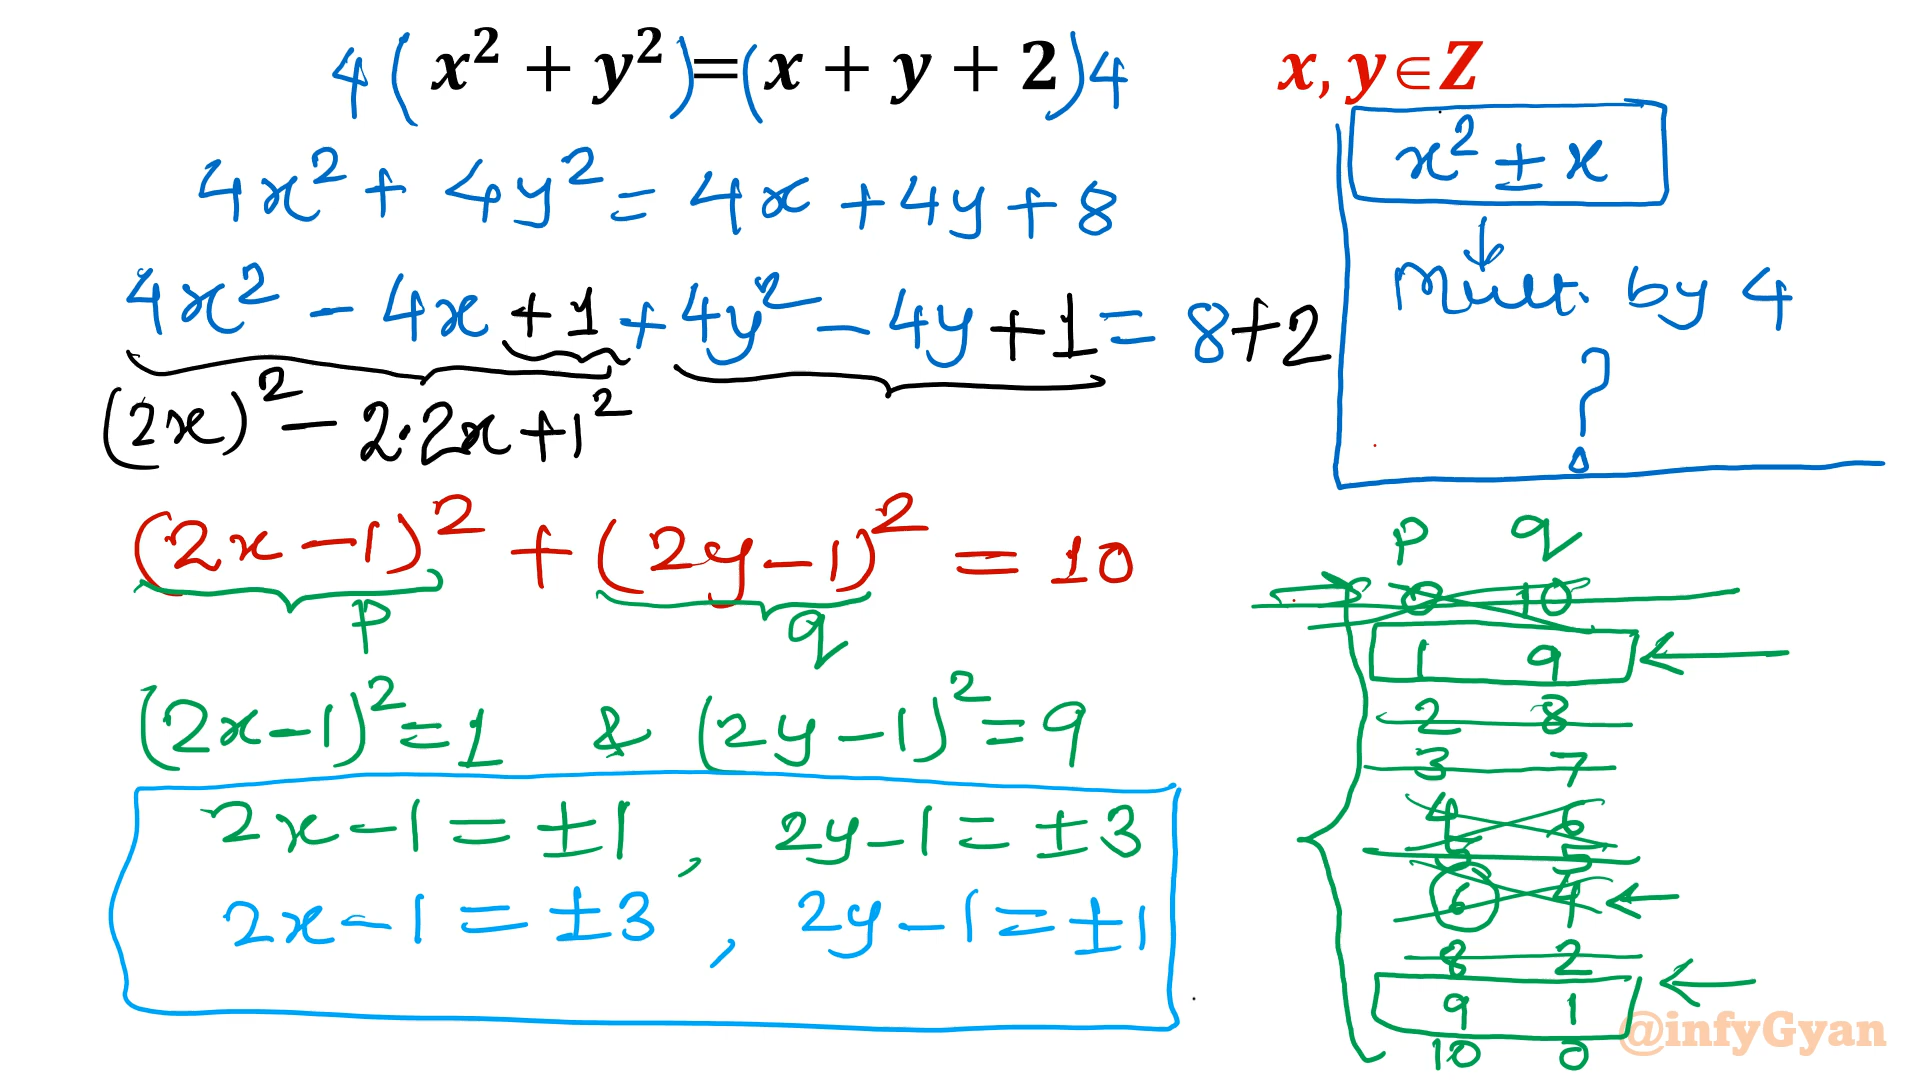 4(x² + y²)=(x + y + 2)4
x, y∈Z
4x² + 4y² = 4x + 4y + 8
4x² - 4x + 1 + 4y² - 4y + 1 = 8+2
(2x)² - 2·2x + 1²
(2x-1)² + (2y-1)² = 10
p q
(2x-1)² = 1 & (2y-1)² = 9
2x-1 = ±1, 2y-1 = ±3
2x-1 = ±3, 2y-1 = ±1
x² ± x
↓
Mult. by 4
?
p q
0 10
1 9
2 8
3 7
4 6
5 5
6 4
8 2
9 1
10 0
@infyGyan